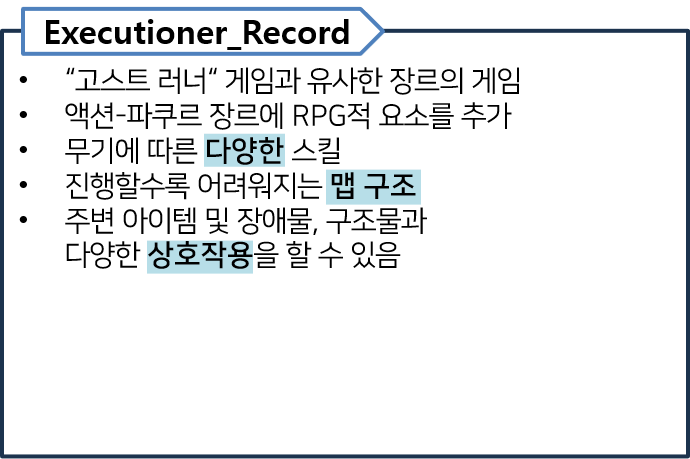 Executioner_Record
• “고스트 러너“ 게임과 유사한 장르의 게임
• 액션-파쿠르 장르에 RPG적 요소를 추가
• 무기에 따른 다양한 스킬
• 진행할수록 어려워지는 맵 구조
• 주변 아이템 및 장애물, 구조물과
다양한 상호작용을 할 수 있음